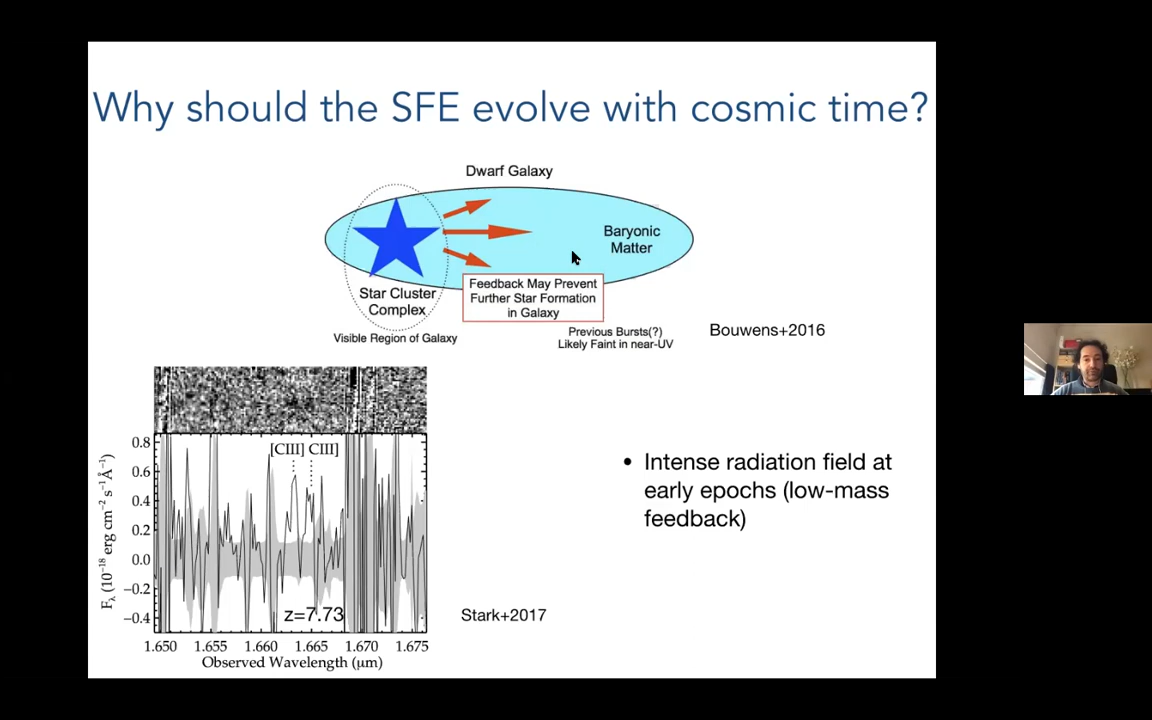 Why should the SFE evolve with cosmic time?
Dwarf Galaxy
Baryonic
Matter
Star Cluster
Complex
Feedback May Prevent
Further Star Formation
in Galaxy
Visible Region of Galaxy
Previous Bursts(?)
Likely Faint in near-UV
Bouwens+2016
[CIII] CIII]
0.8
0.6
0.4
0.2
0.0
−0.2
−0.4
Fλ (10⁻¹⁸ erg cm⁻² s⁻¹Å⁻¹)
z=7.73
1.650 1.655 1.660 1.665 1.670 1.675
Observed Wavelength (μm)
Stark+2017
• Intense radiation field at
early epochs (low-mass
feedback)